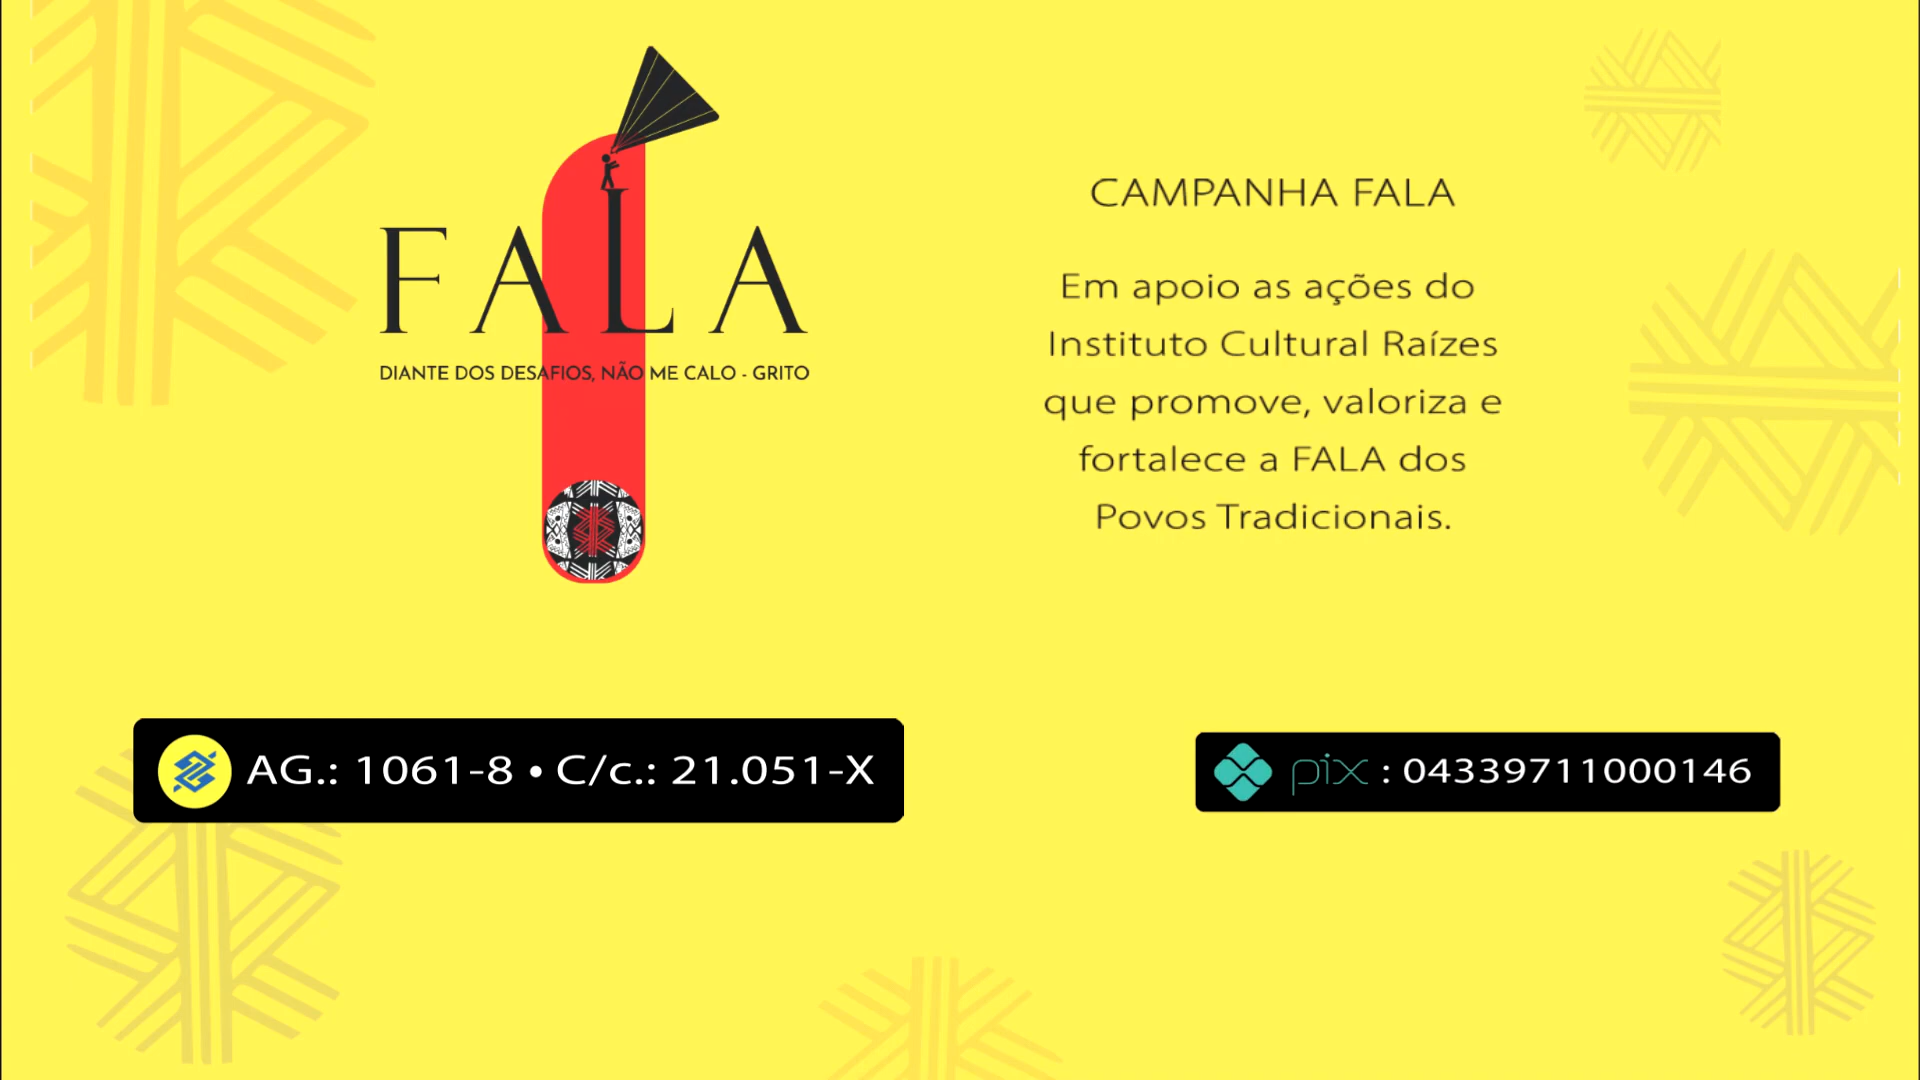 FALA
DIANTE DOS DESAFIOS, NÃO ME CALO - GRITO
CAMPANHA FALA
Em apoio as ações do
Instituto Cultural Raízes
que promove, valoriza e
fortalece a FALA dos
Povos Tradicionais.
AG.: 1061-8 • C/c.: 21.051-X
pix : 04339711000146